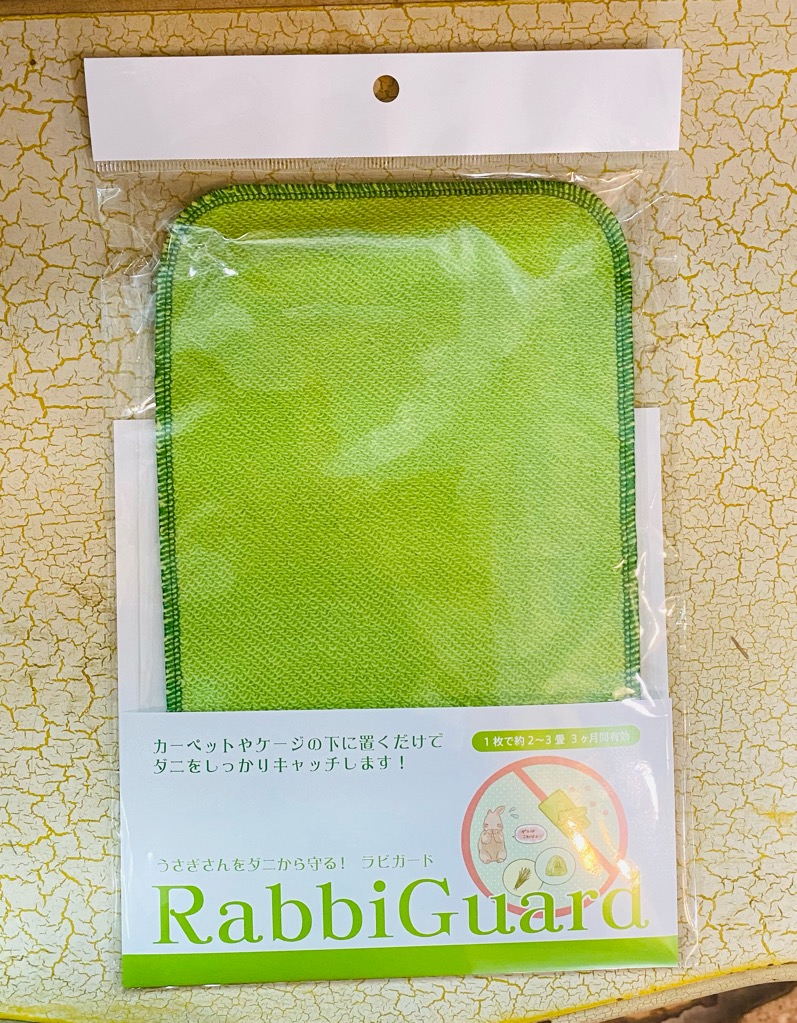 カーペットやケージの下に置くだけで
ダニをしっかりキャッチします！
1枚で約2〜3畳 3ヶ月間有効
うさぎさんをダニから守る！ ラビガード
RabbiGuard